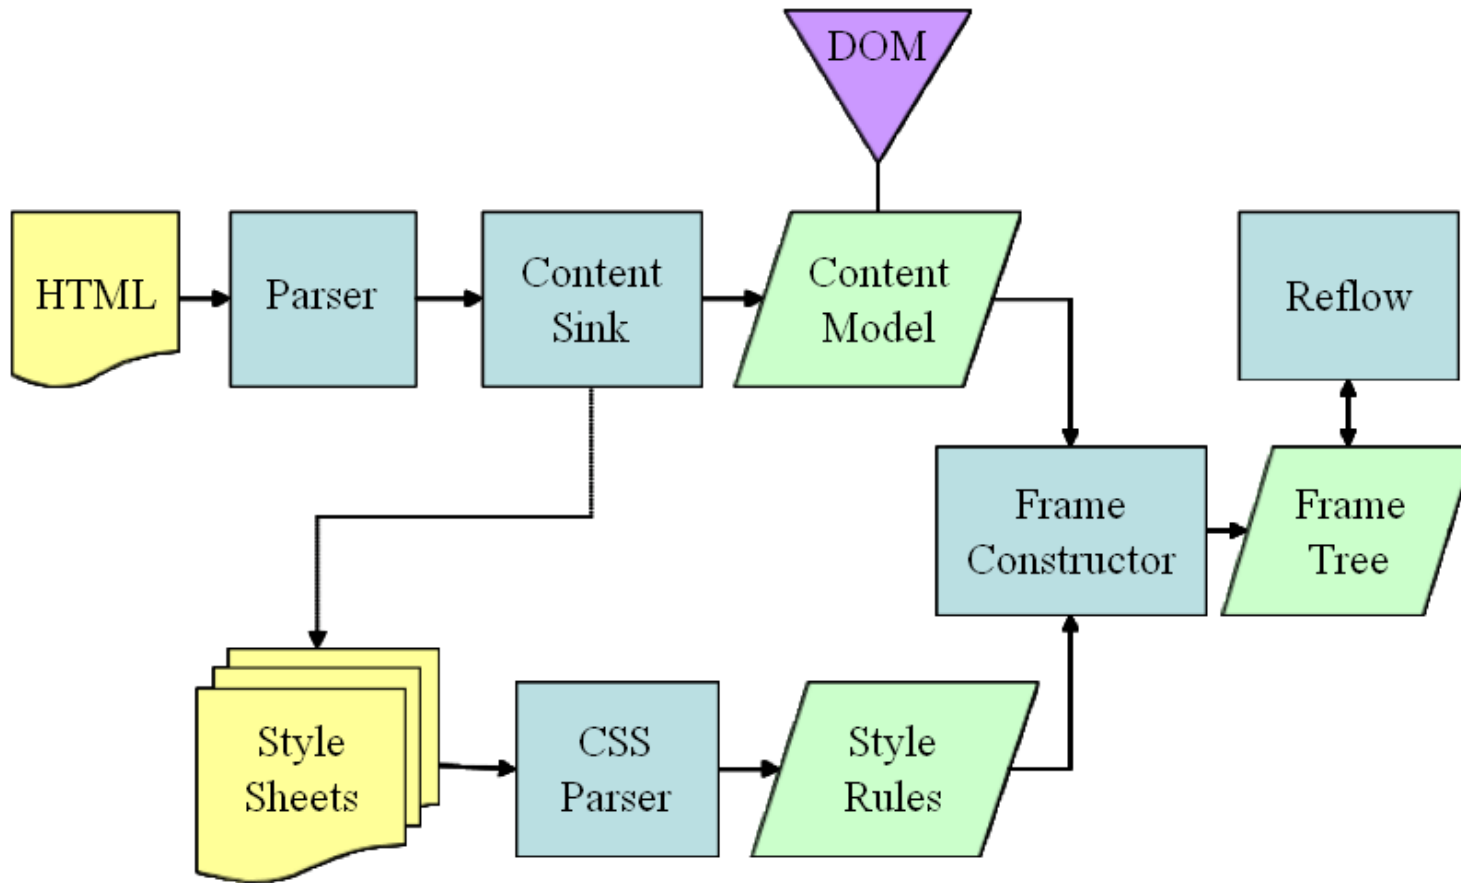 DOM
HTML
Parser
Content
Sink
Content
Model
Reflow
Frame
Constructor
Frame
Tree
Style
Sheets
CSS
Parser
Style
Rules